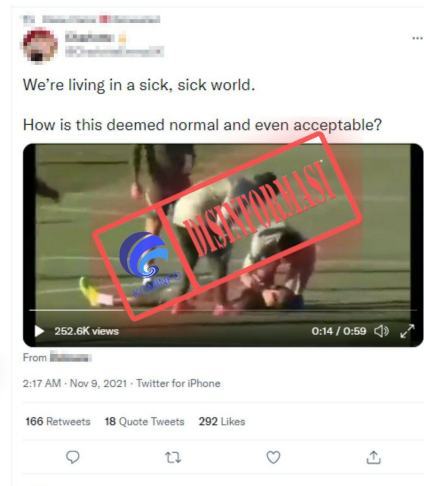 We're living in a sick, sick world.
How is this deemed normal and even acceptable?
DISINFORMASI
KOMINFO
252.6K views
0:14 / 0:59
From
2:17 AM · Nov 9, 2021 · Twitter for iPhone
166 Retweets 18 Quote Tweets 292 Likes